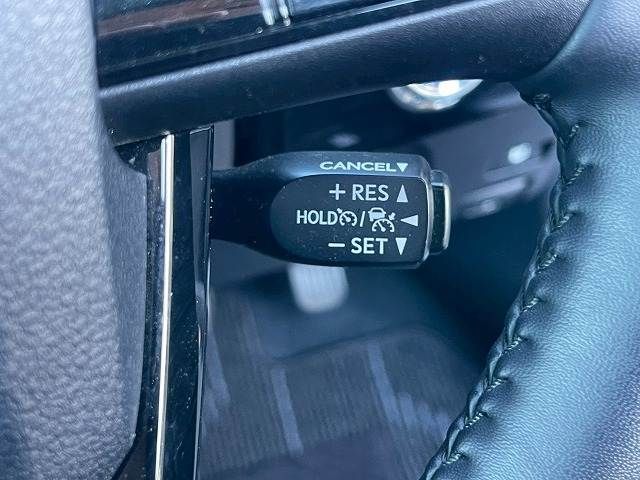 CANCEL▼
+ RES ▲
HOLD / ◄
− SET ▼